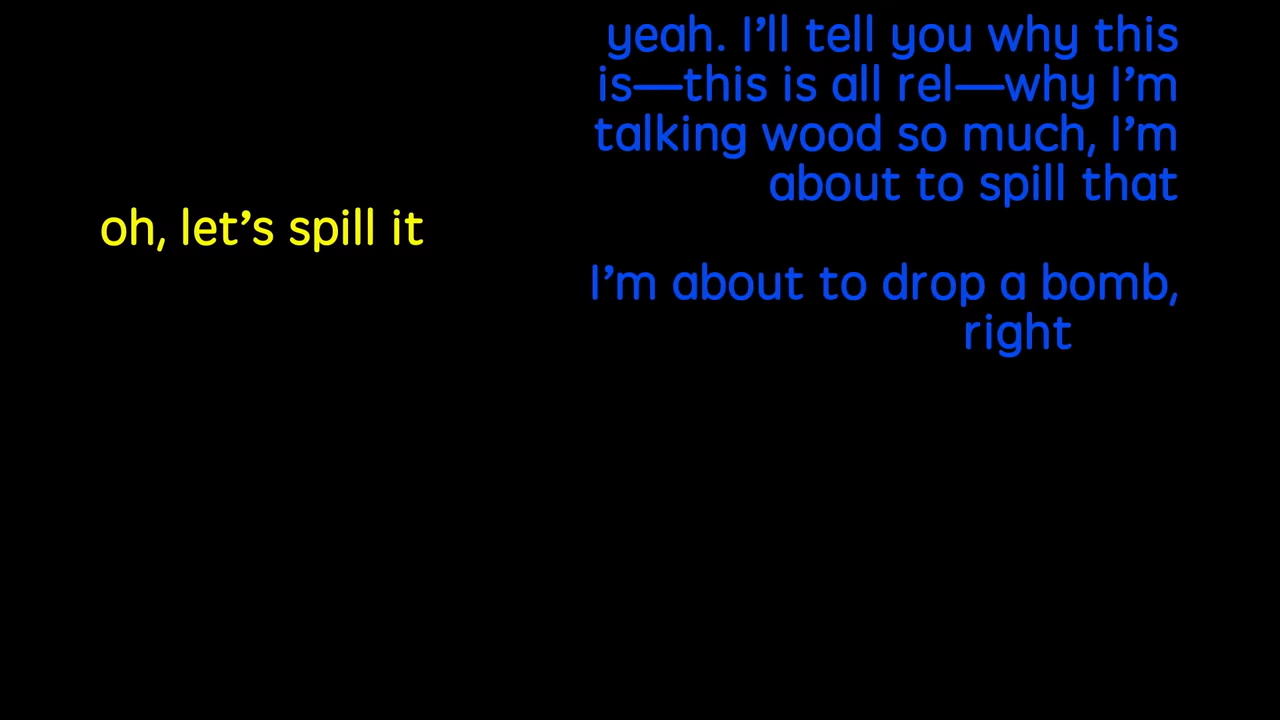 yeah. I’ll tell you why this
is—this is all rel—why I’m
talking wood so much, I’m
about to spill that
oh, let’s spill it
I’m about to drop a bomb,
right